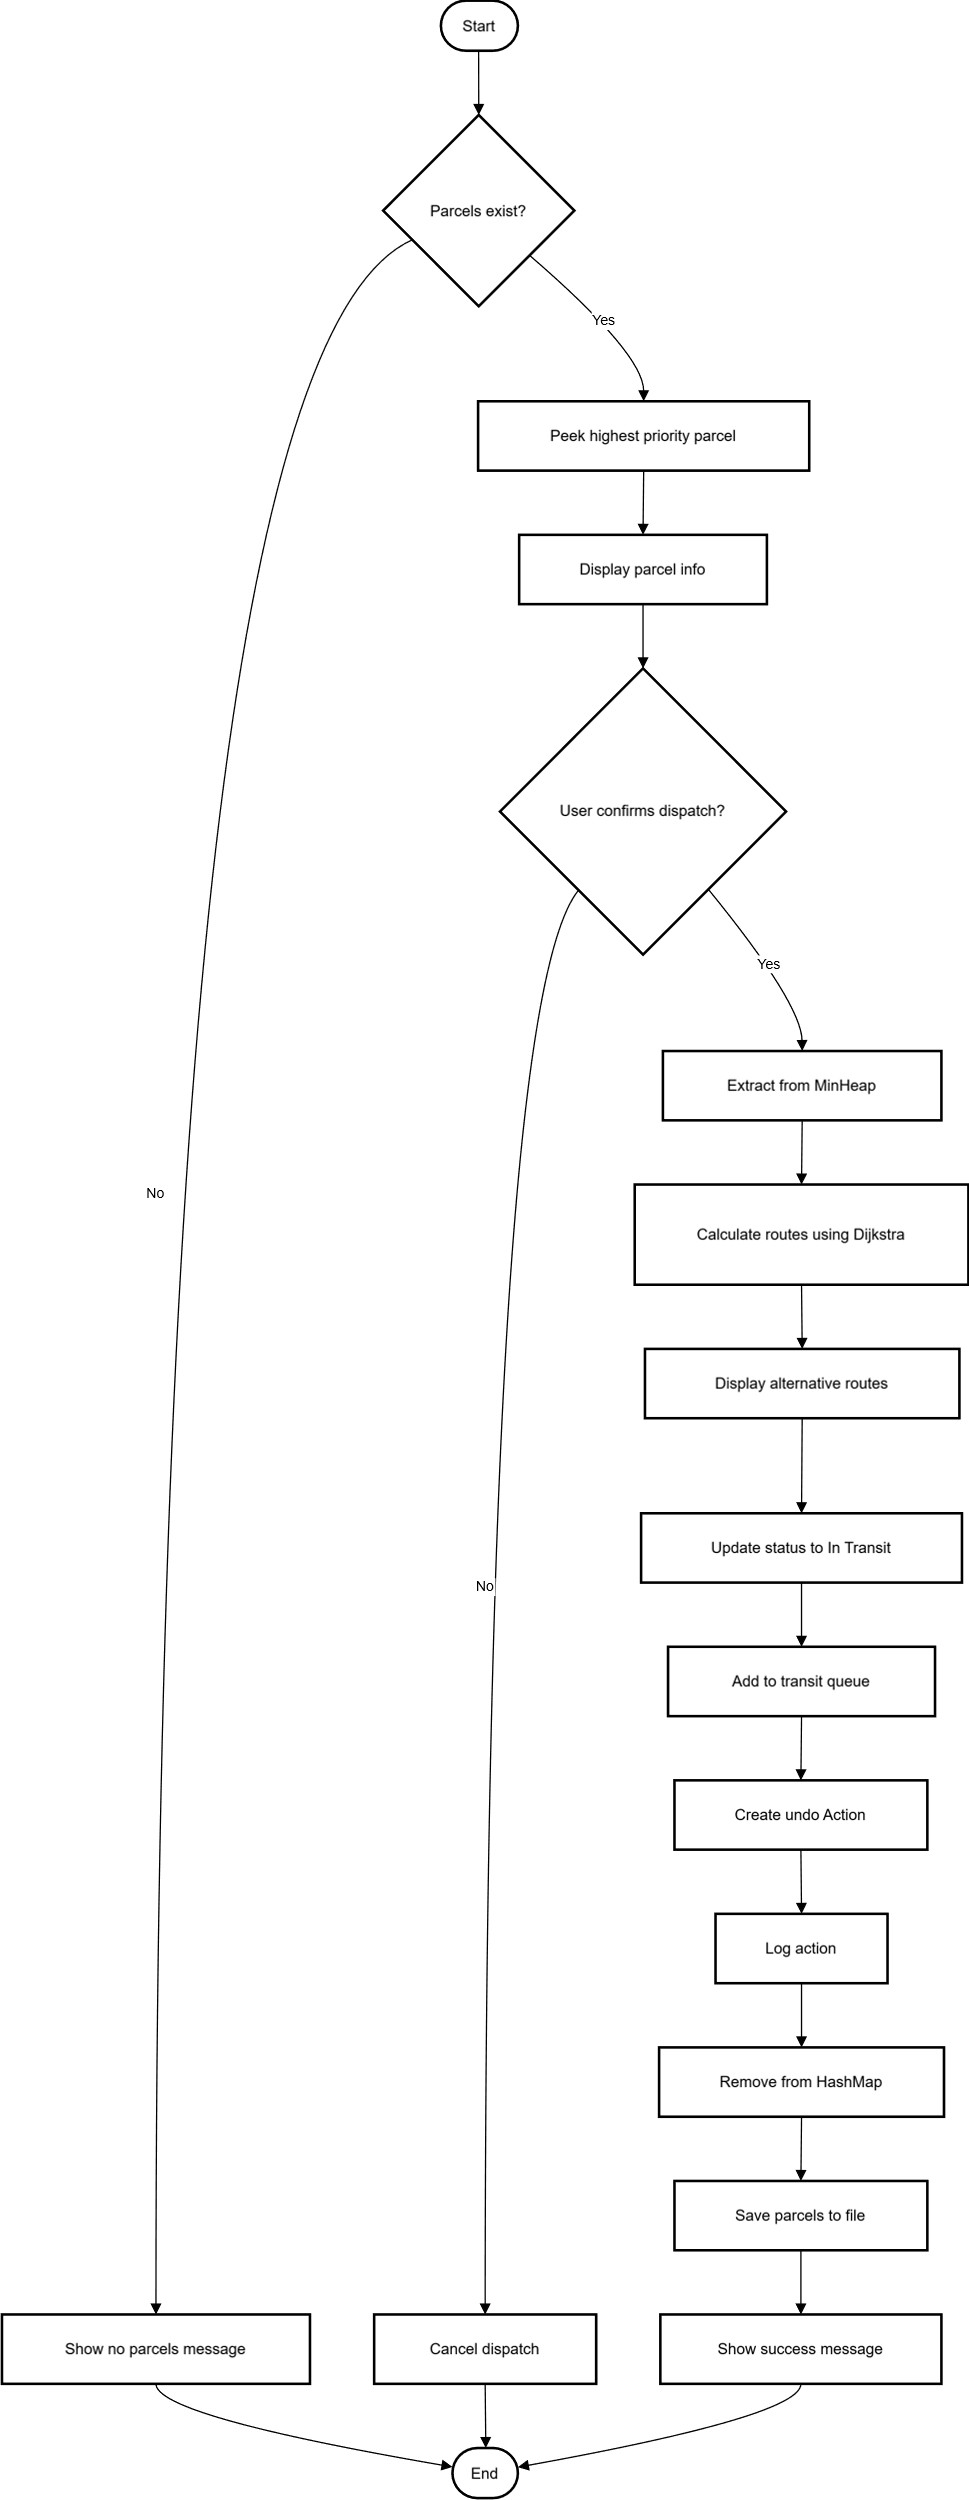 Start
Parcels exist?
Yes
Peek highest priority parcel
Display parcel info
User confirms dispatch?
Yes
Extract from MinHeap
No
Calculate routes using Dijkstra
Display alternative routes
Update status to In Transit
No
Add to transit queue
Create undo Action
Log action
Remove from HashMap
Save parcels to file
Show no parcels message
Cancel dispatch
Show success message
End